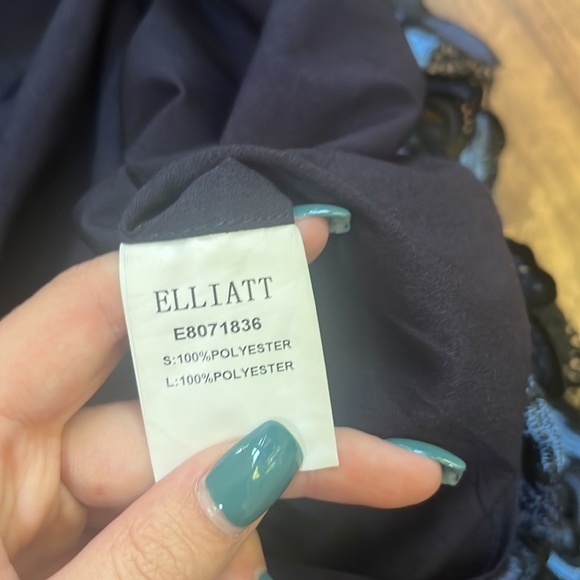 ELLIATT
E8071836
S:100%POLYESTER
L:100%POLYESTER